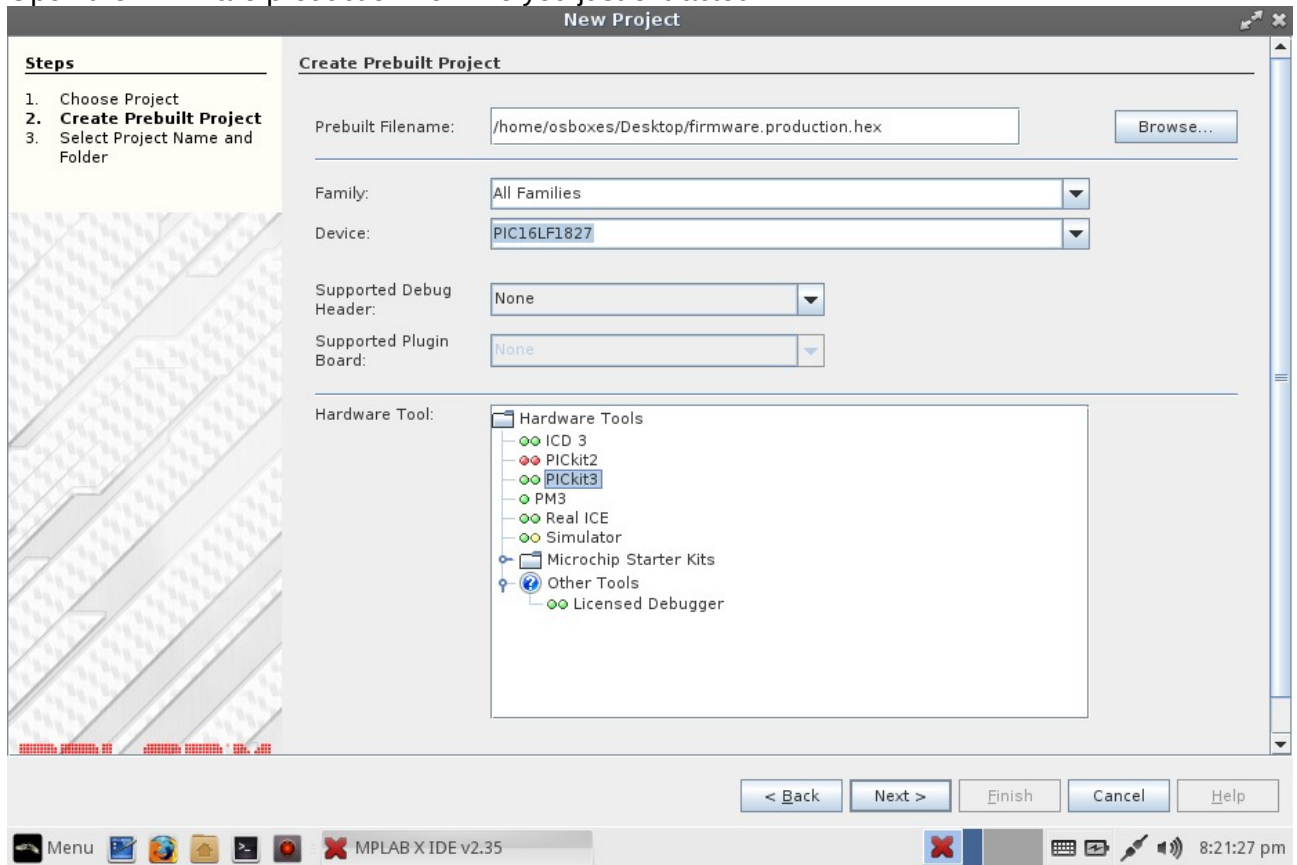 New Project
Steps
1. Choose Project
2. Create Prebuilt Project
3. Select Project Name and
Folder
Create Prebuilt Project
Prebuilt Filename:
/home/osboxes/Desktop/firmware.production.hex
Browse...
Family:
All Families
Device:
PIC16LF1827
Supported Debug
Header:
None
Supported Plugin
Board:
None
Hardware Tool:
Hardware Tools
ICD 3
PICkit2
PICkit3
PM3
Real ICE
Simulator
Microchip Starter Kits
Other Tools
Licensed Debugger
< Back
Next >
Finish
Cancel
Help
Menu
MPLAB X IDE v2.35
8:21:27 pm